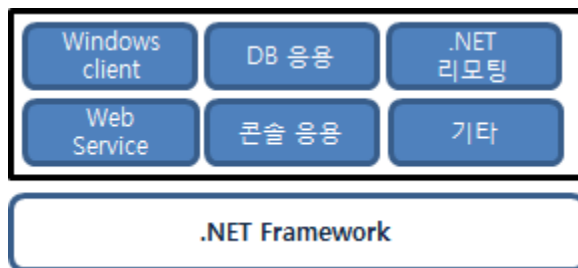 Windows
client
DB 응용
.NET
리모팅
Web
Service
콘솔 응용
기타
.NET Framework